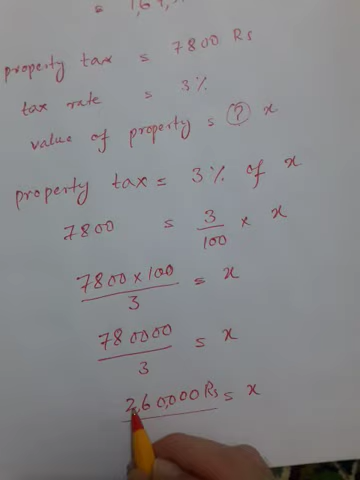 property tax = 7800 Rs
tax rate = 3%
value of property = ? x
property tax = 3% of x
7800 = 3/100 × x
7800 × 100/3 = x
780000/3 = x
2,60,000 Rs = x